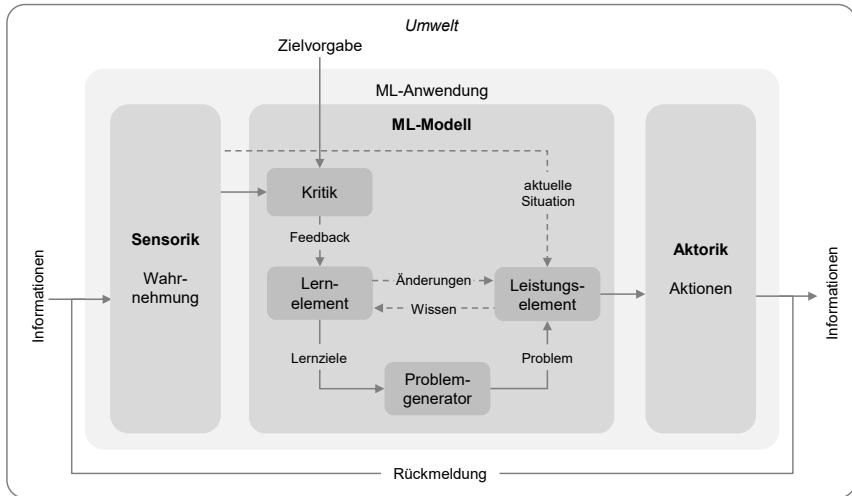 Umwelt
Zielvorgabe
ML-Anwendung
ML-Modell
Kritik
aktuelle
Situation
Feedback
Sensorik
Wahr-
nehmung
Lern-
element
Änderungen
Wissen
Leistungs-
element
Aktorik
Aktionen
Informationen
Informationen
Lernziele
Problem
Problem-
generator
Rückmeldung